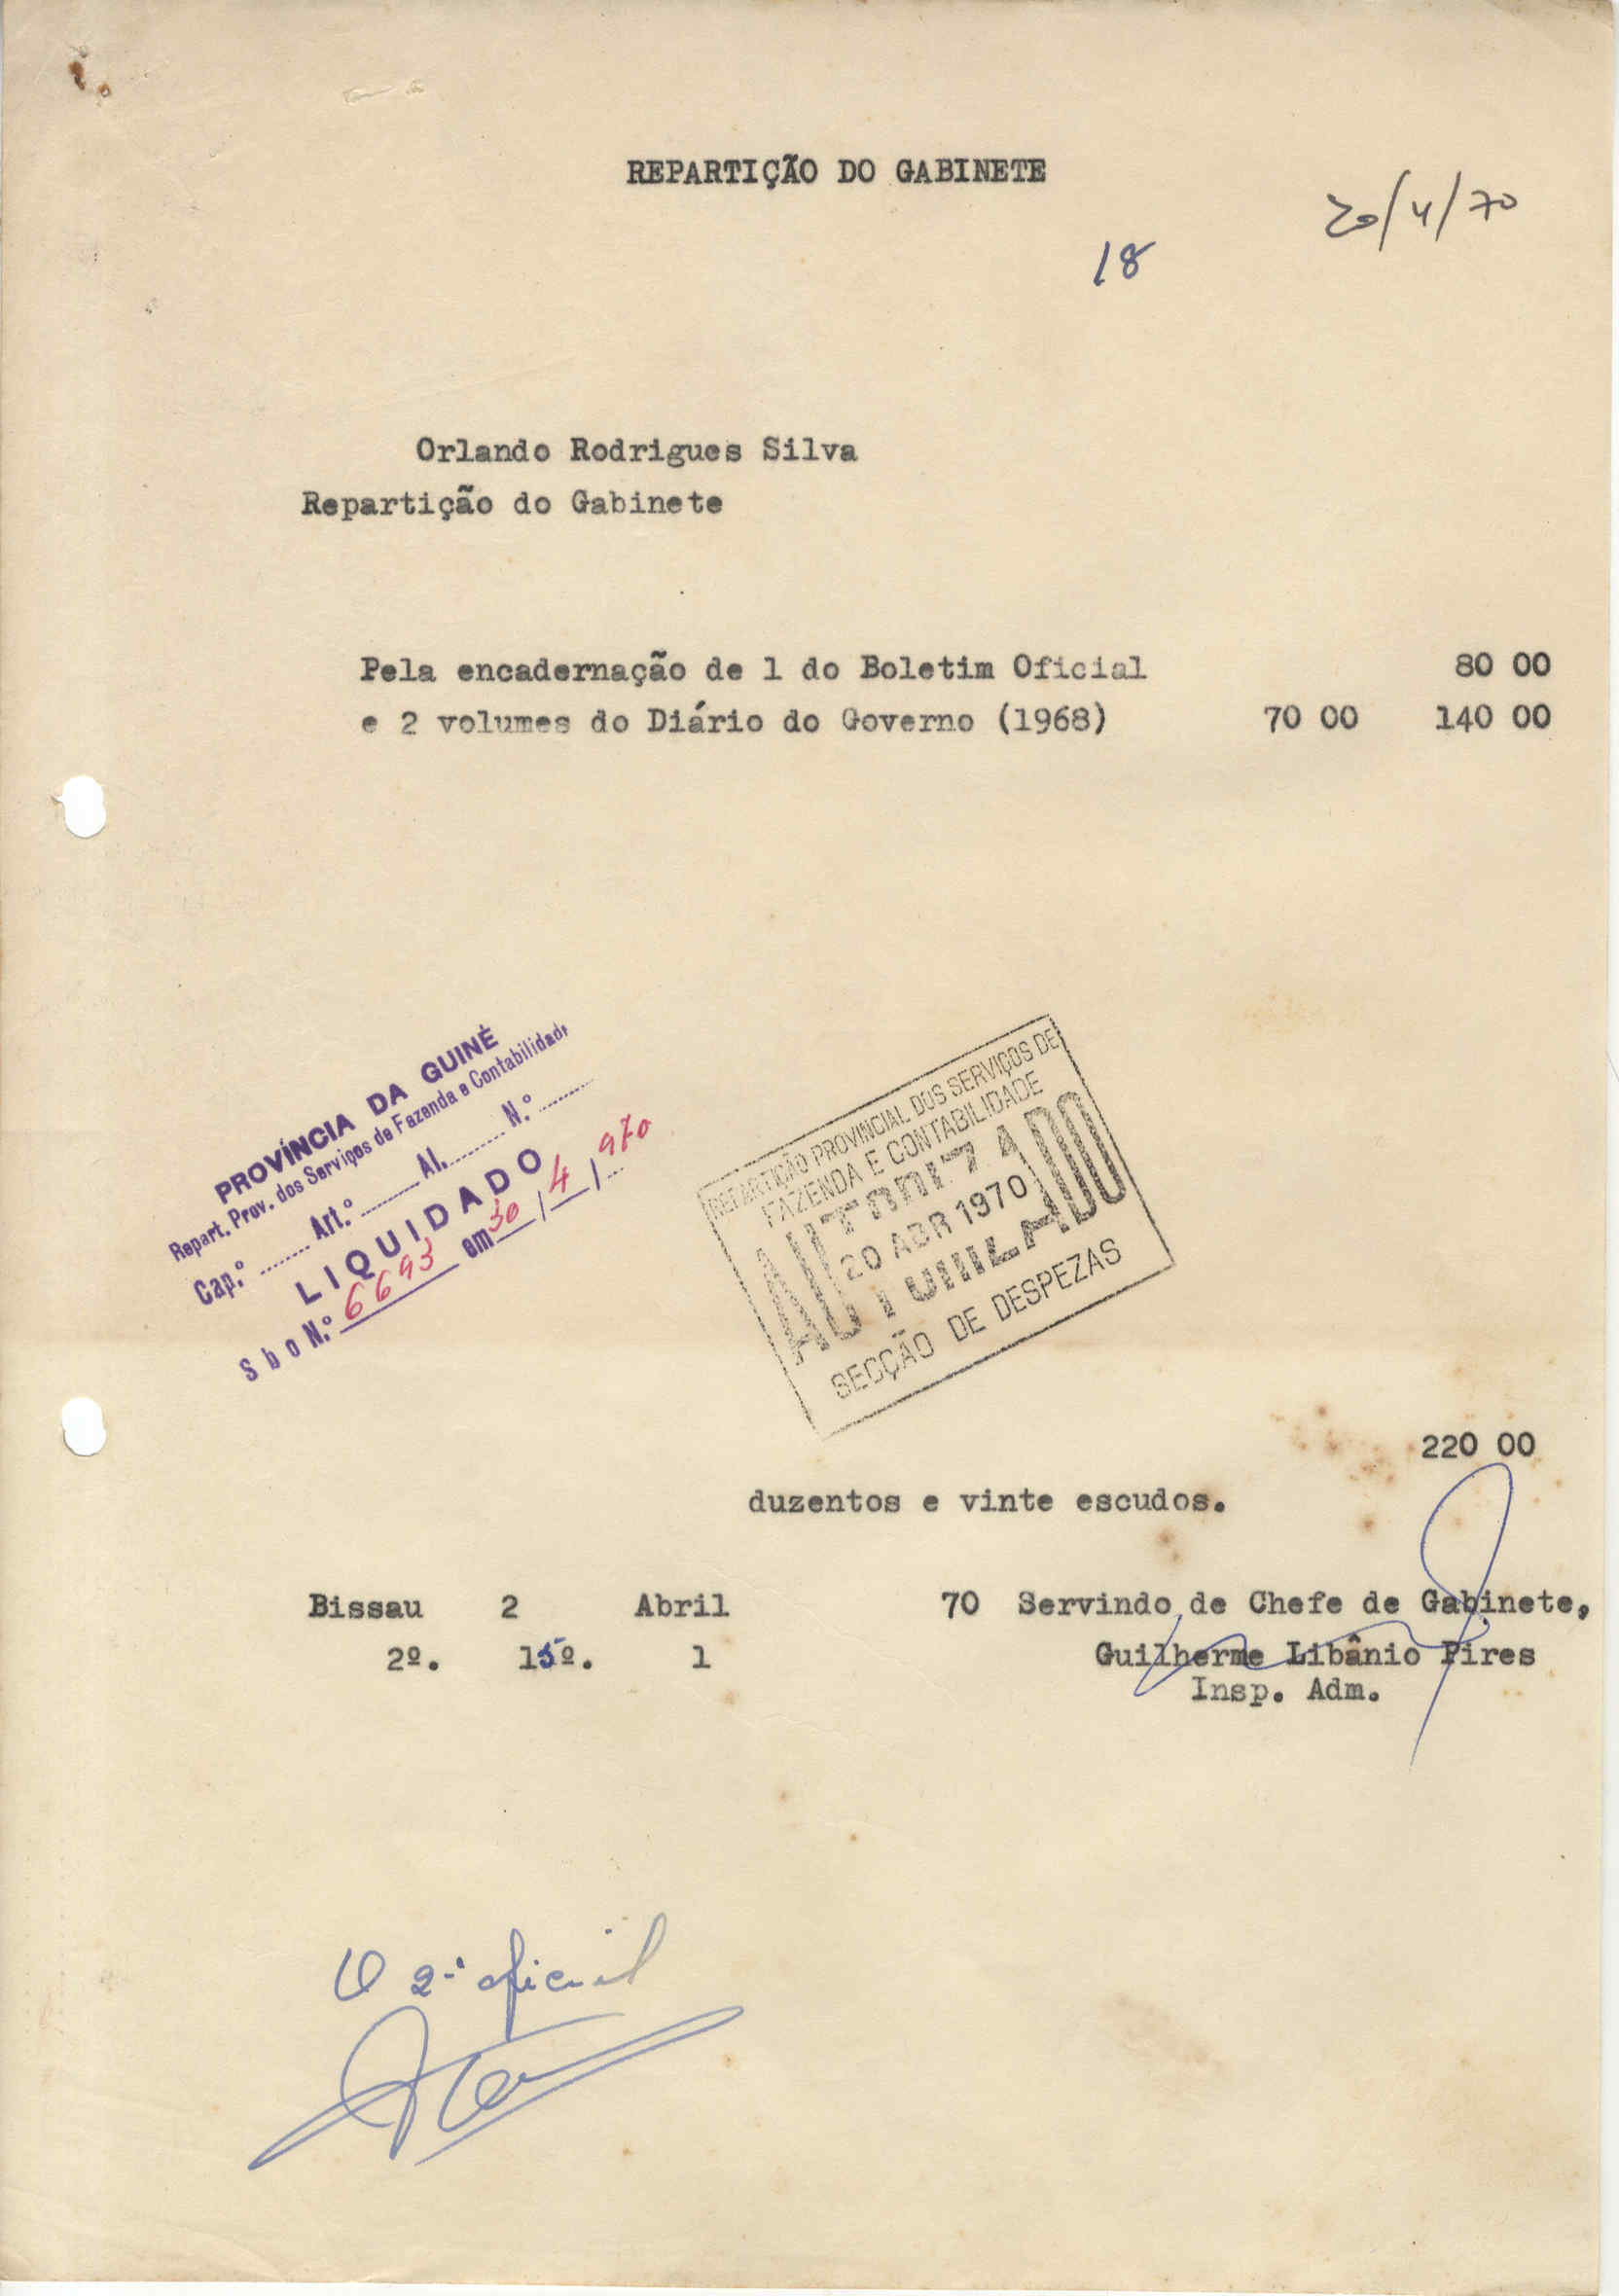 REPARTIÇÃO DO GABINETE
20/4/70
18
Orlando Rodrigues Silva
Repartição do Gabinete
Pela encadernação de 1 do Boletim Oficial 80 00
e 2 volumes do Diário do Governo (1968) 70 00 140 00
PROVÍNCIA DA GUINÉ
Repart. Prov. dos Serviços de Fazenda e Contabilidade
Cap.º ........ Art.º ........ Al. ........ N.º ........
LIQUIDADO
Sbo N.º 6693 em 30/4/970
REPARTIÇÃO PROVINCIAL DOS SERVIÇOS DE
FAZENDA E CONTABILIDADE
20 ABR 1970
SECÇÃO DE DESPEZAS
220 00
duzentos e vinte escudos.
Bissau 2 Abril 70 Servindo de Chefe de Gabinete,
2º. 15º. 1 Guilherme Libânio Pires
Insp. Adm.
O 2.º oficial